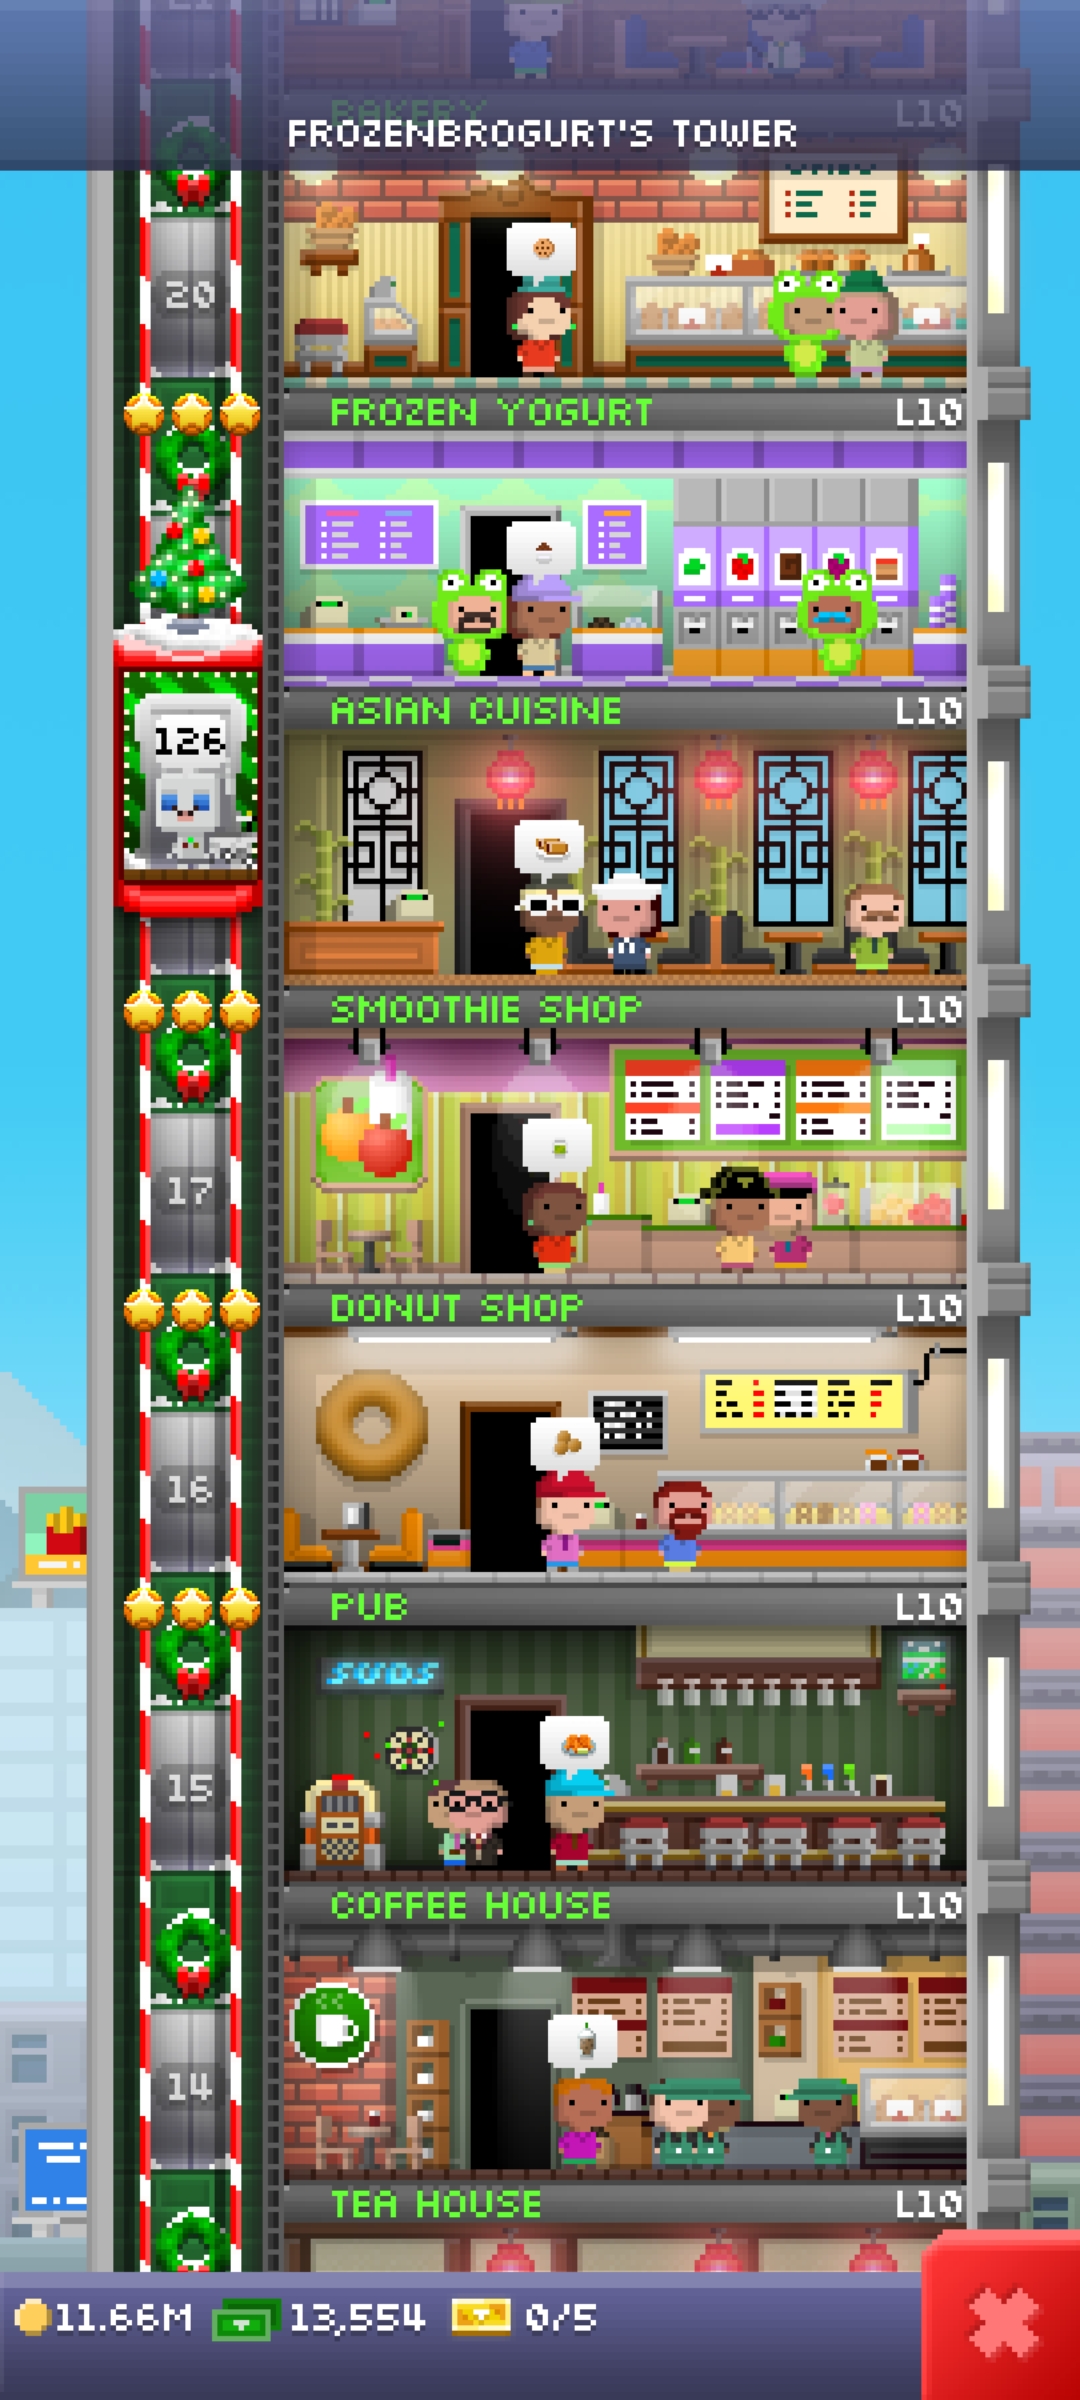 BAKERY L10
FROZENBROGURT'S TOWER
20
FROZEN YOGURT L10
ASIAN CUISINE L10
126
SMOOTHIE SHOP L10
17
DONUT SHOP L10
16
PUB L10
SUDS
15
COFFEE HOUSE L10
14
TEA HOUSE L10
11.66M 13,554 0/5